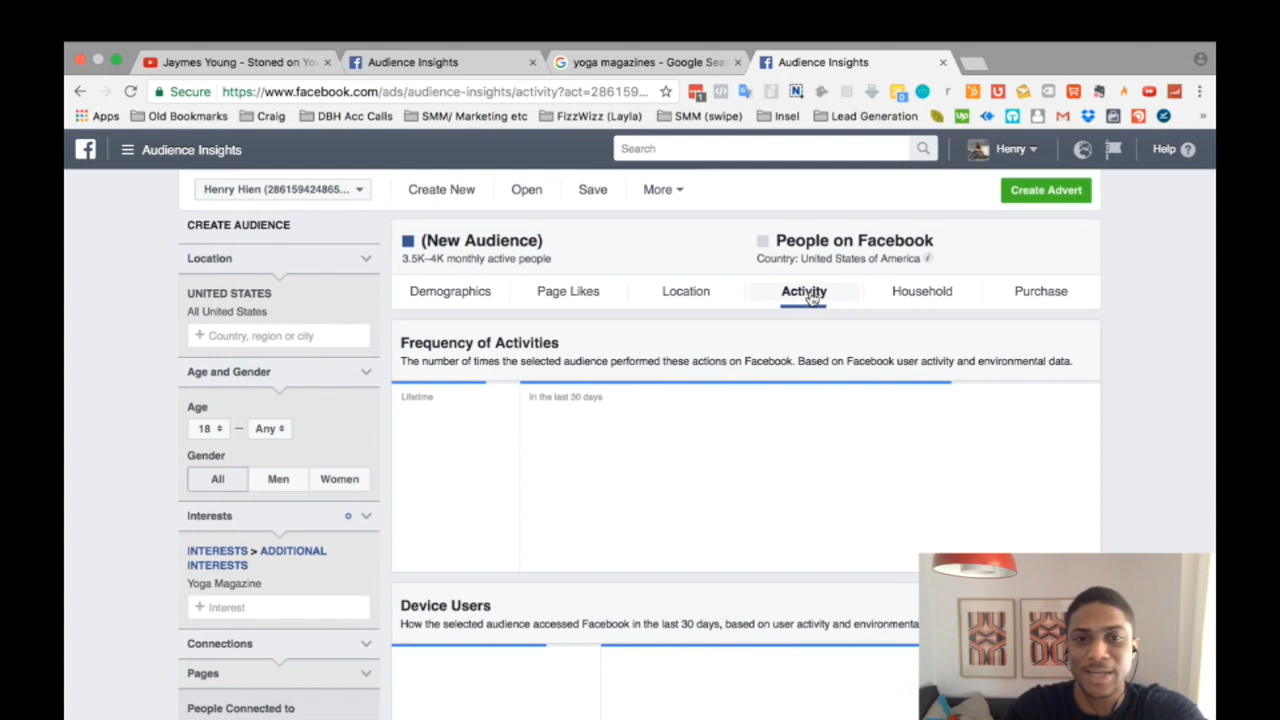 Jaymes Young - Stoned on You
Audience Insights
yoga magazines - Google Sea
Audience Insights
Secure
https://www.facebook.com/ads/audience-insights/activity?act=286159...
Apps
Old Bookmarks
Craig
DBH Acc Calls
SMM/ Marketing etc
FizzWizz (Layla)
SMM (swipe)
Insel
Lead Generation
Audience Insights
Search
Henry
Help
Henry Hien (286159424865...
Create New
Open
Save
More
Create Advert
CREATE AUDIENCE
Location
UNITED STATES
All United States
+ Country, region or city
Age and Gender
Age
18 — Any
Gender
All
Men
Women
Interests
INTERESTS > ADDITIONAL
INTERESTS
Yoga Magazine
+ Interest
Connections
Pages
People Connected to
(New Audience)
3.5K–4K monthly active people
People on Facebook
Country: United States of America
Demographics
Page Likes
Location
Activity
Household
Purchase
Frequency of Activities
The number of times the selected audience performed these actions on Facebook. Based on Facebook user activity and environmental data.
Lifetime
In the last 30 days
Device Users
How the selected audience accessed Facebook in the last 30 days, based on user activity and environmenta